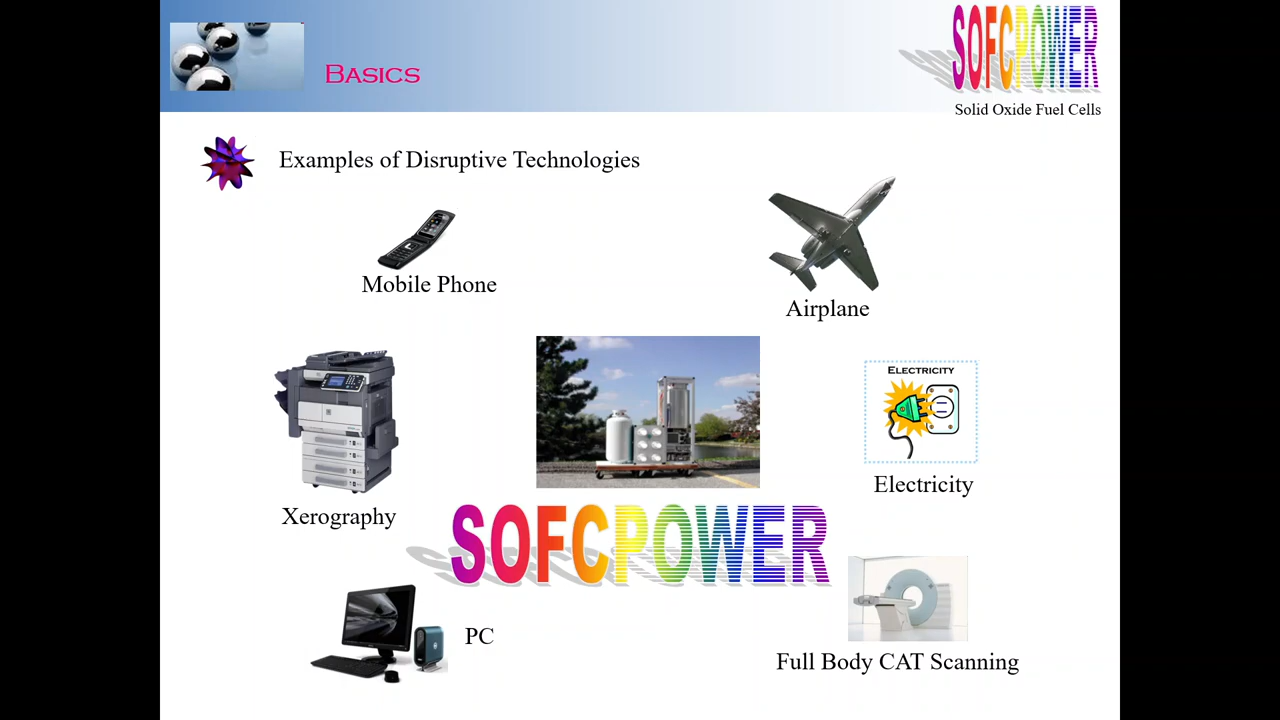 BASICS
SOFCPOWER
Solid Oxide Fuel Cells
Examples of Disruptive Technologies
Mobile Phone
Airplane
ELECTRICITY
Electricity
Xerography
SOFCPOWER
PC
Full Body CAT Scanning